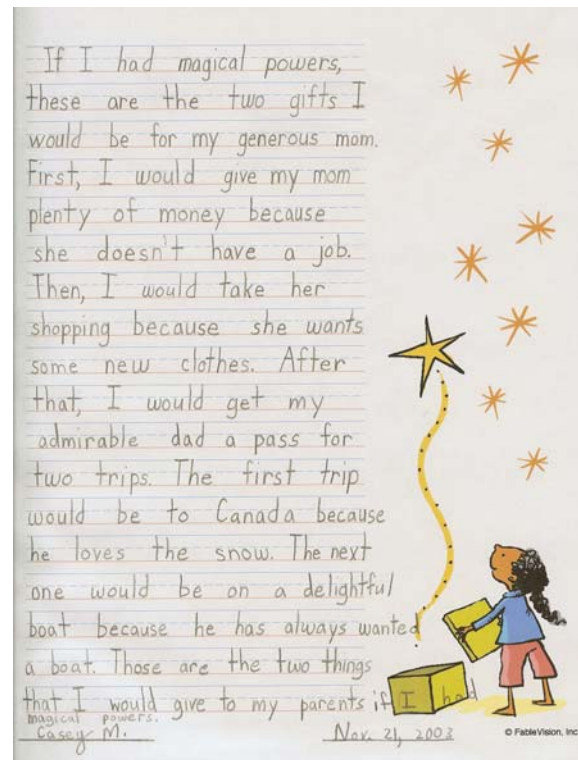 If I had magical powers,
these are the two gifts I
would be for my generous mom.
First, I would give my mom
plenty of money because
she doesn't have a job.
Then, I would take her
shopping because she wants
some new clothes. After
that, I would get my
admirable dad a pass for
two trips. The first trip
would be to Canada because
he loves the snow. The next
one would be on a delightful
boat because he has always wanted
a boat. Those are the two things
that I would give to my parents if I had
magical powers.
Casey M. Nov. 21, 2003
© FableVision, Inc